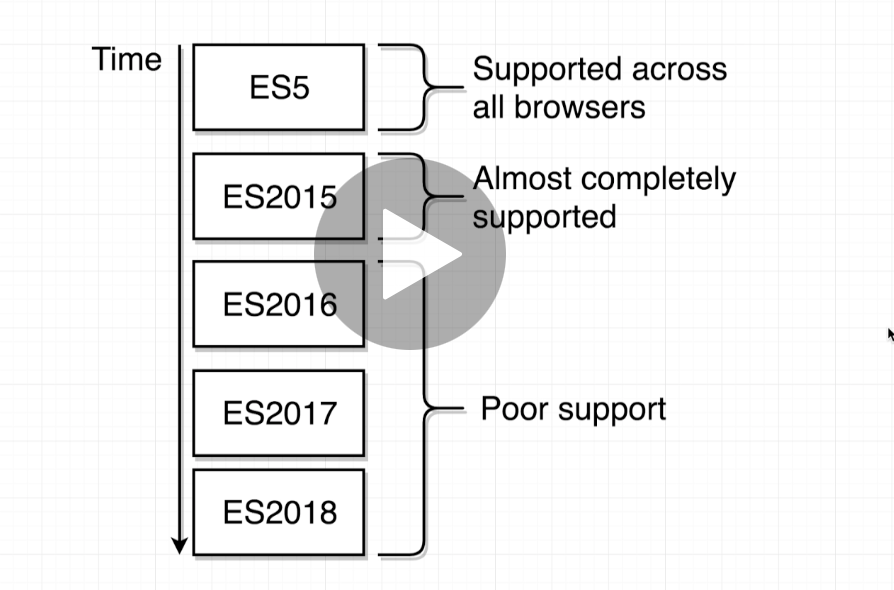 Time
ES5
Supported across
all browsers
ES2015
Almost completely
supported
ES2016
ES2017
Poor support
ES2018